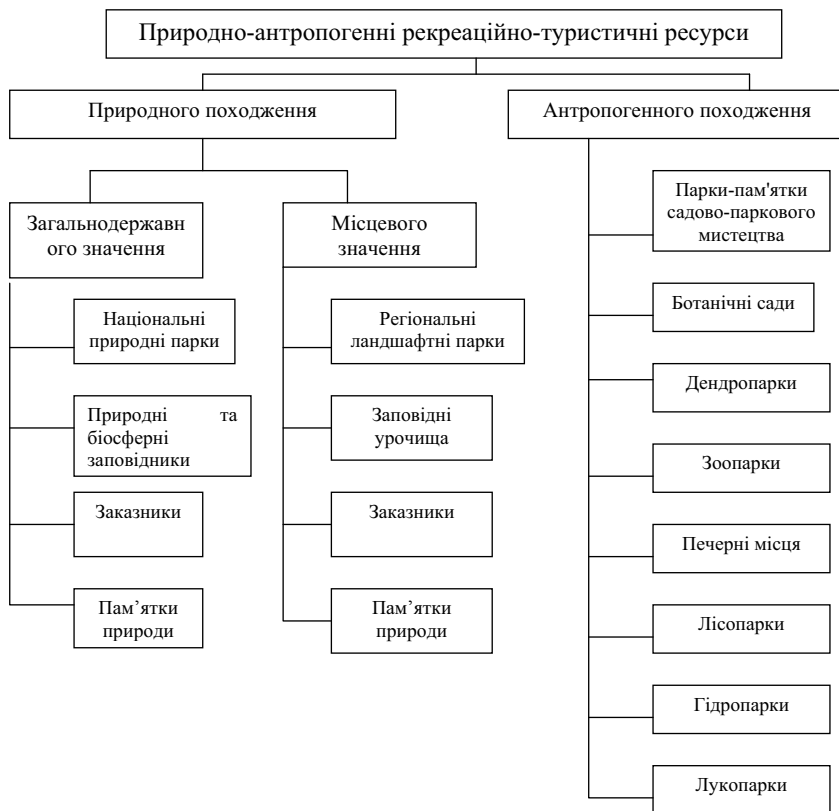 Природно-антропогенні рекреаційно-туристичні ресурси
Природного походження
Антропогенного походження
Загальнодержавн
ого значення
Місцевого
значення
Національні
природні парки
Природні та
біосферні
заповідники
Заказники
Пам’ятки
природи
Регіональні
ландшафтні парки
Заповідні
урочища
Заказники
Пам’ятки
природи
Парки-пам'ятки
садово-паркового
мистецтва
Ботанічні сади
Дендропарки
Зоопарки
Печерні місця
Лісопарки
Гідропарки
Лукопарки